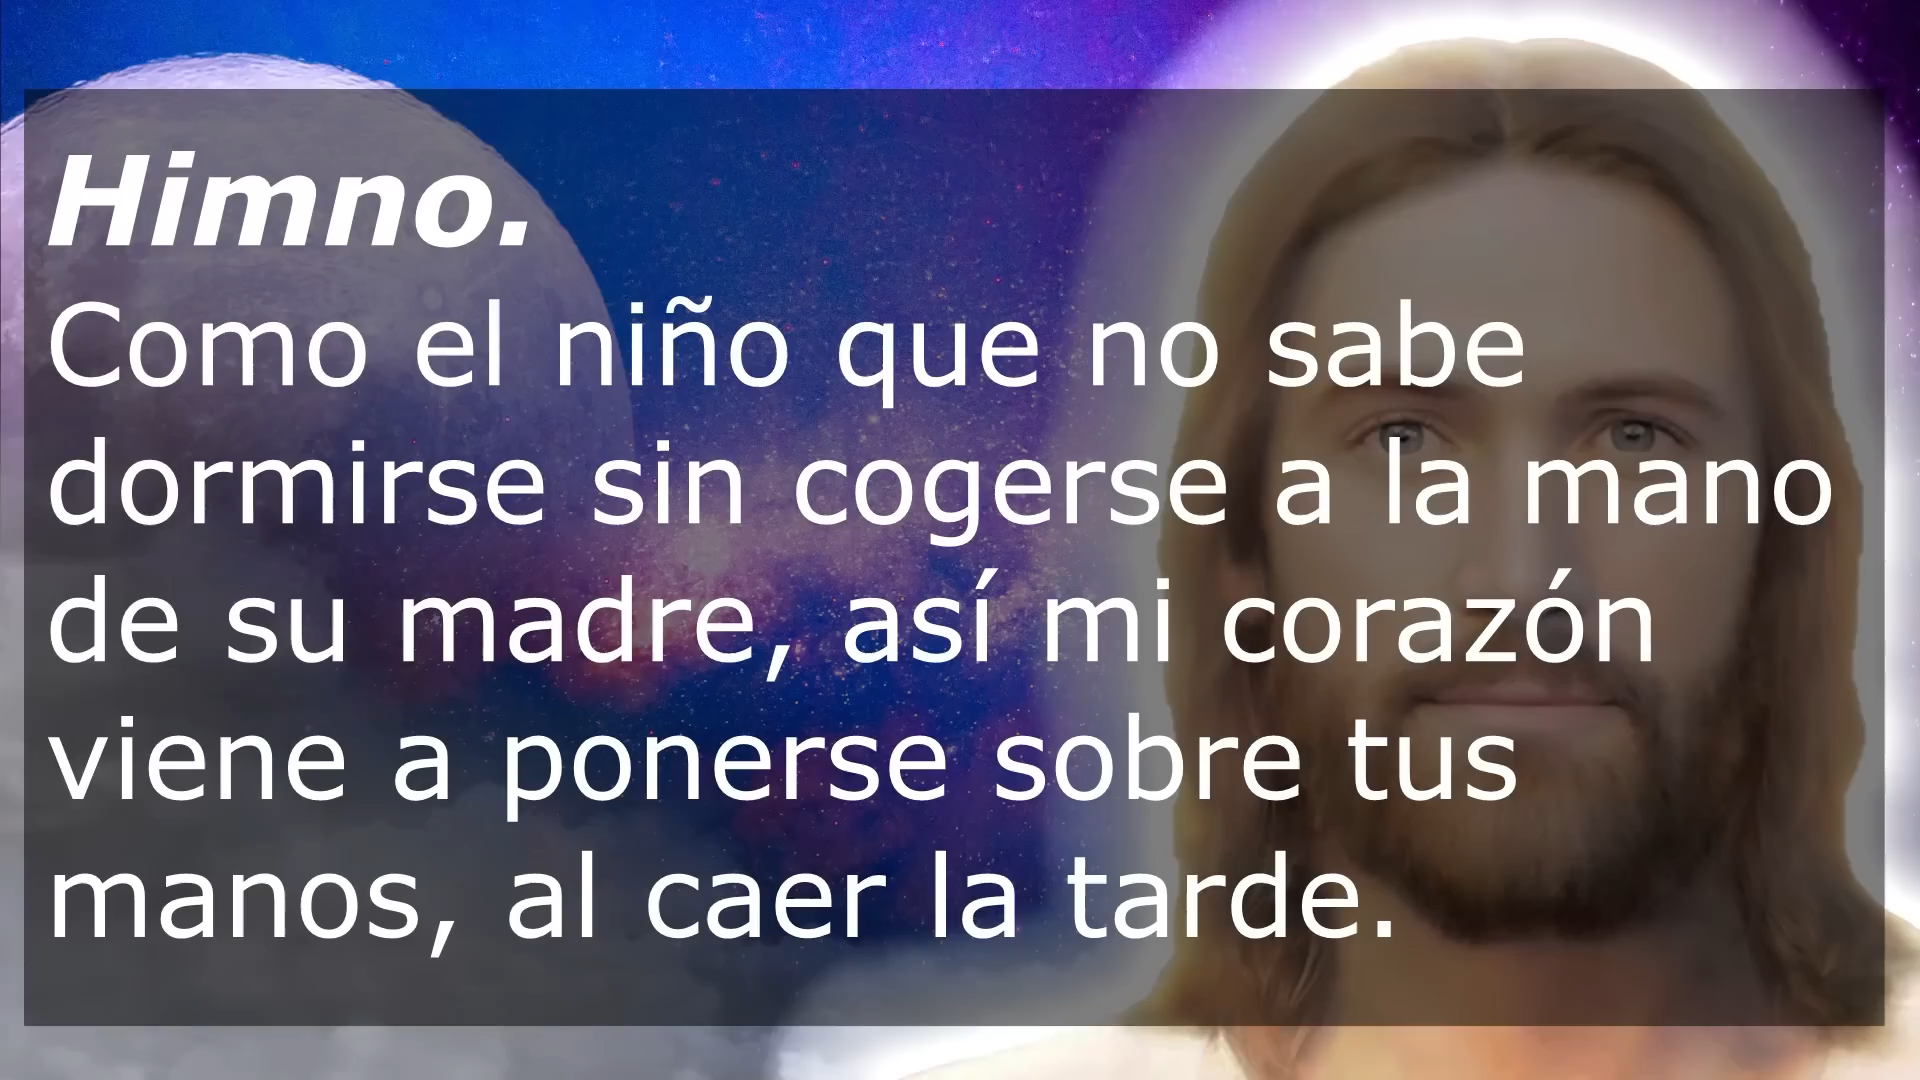 Himno.
Como el niño que no sabe
dormirse sin cogerse a la mano
de su madre, así mi corazón
viene a ponerse sobre tus
manos, al caer la tarde.